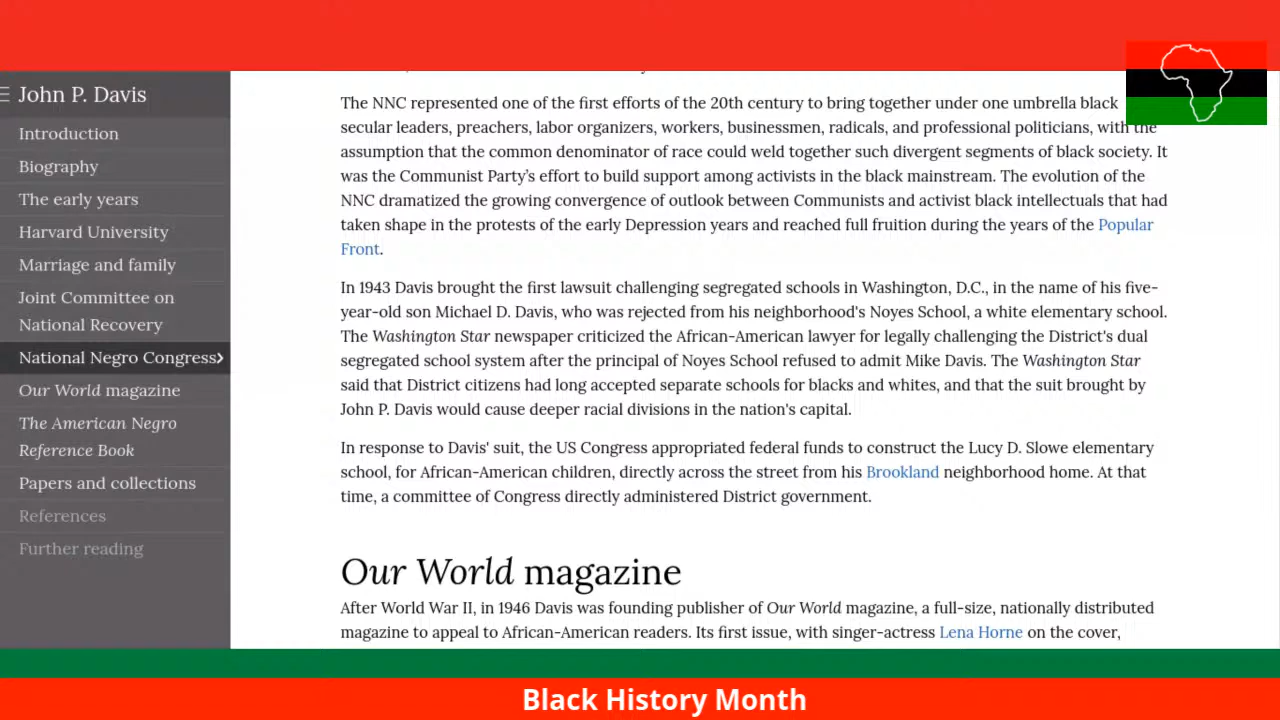 John P. Davis
Introduction
Biography
The early years
Harvard University
Marriage and family
Joint Committee on
National Recovery
National Negro Congress
Our World magazine
The American Negro
Reference Book
Papers and collections
References
Further reading
The NNC represented one of the first efforts of the 20th century to bring together under one umbrella black
secular leaders, preachers, labor organizers, workers, businessmen, radicals, and professional politicians, with the
assumption that the common denominator of race could weld together such divergent segments of black society. It
was the Communist Party’s effort to build support among activists in the black mainstream. The evolution of the
NNC dramatized the growing convergence of outlook between Communists and activist black intellectuals that had
taken shape in the protests of the early Depression years and reached full fruition during the years of the Popular
Front.
In 1943 Davis brought the first lawsuit challenging segregated schools in Washington, D.C., in the name of his five-
year-old son Michael D. Davis, who was rejected from his neighborhood's Noyes School, a white elementary school.
The Washington Star newspaper criticized the African-American lawyer for legally challenging the District's dual
segregated school system after the principal of Noyes School refused to admit Mike Davis. The Washington Star
said that District citizens had long accepted separate schools for blacks and whites, and that the suit brought by
John P. Davis would cause deeper racial divisions in the nation's capital.
In response to Davis' suit, the US Congress appropriated federal funds to construct the Lucy D. Slowe elementary
school, for African-American children, directly across the street from his Brookland neighborhood home. At that
time, a committee of Congress directly administered District government.
Our World magazine
After World War II, in 1946 Davis was founding publisher of Our World magazine, a full-size, nationally distributed
magazine to appeal to African-American readers. Its first issue, with singer-actress Lena Horne on the cover,
Black History Month